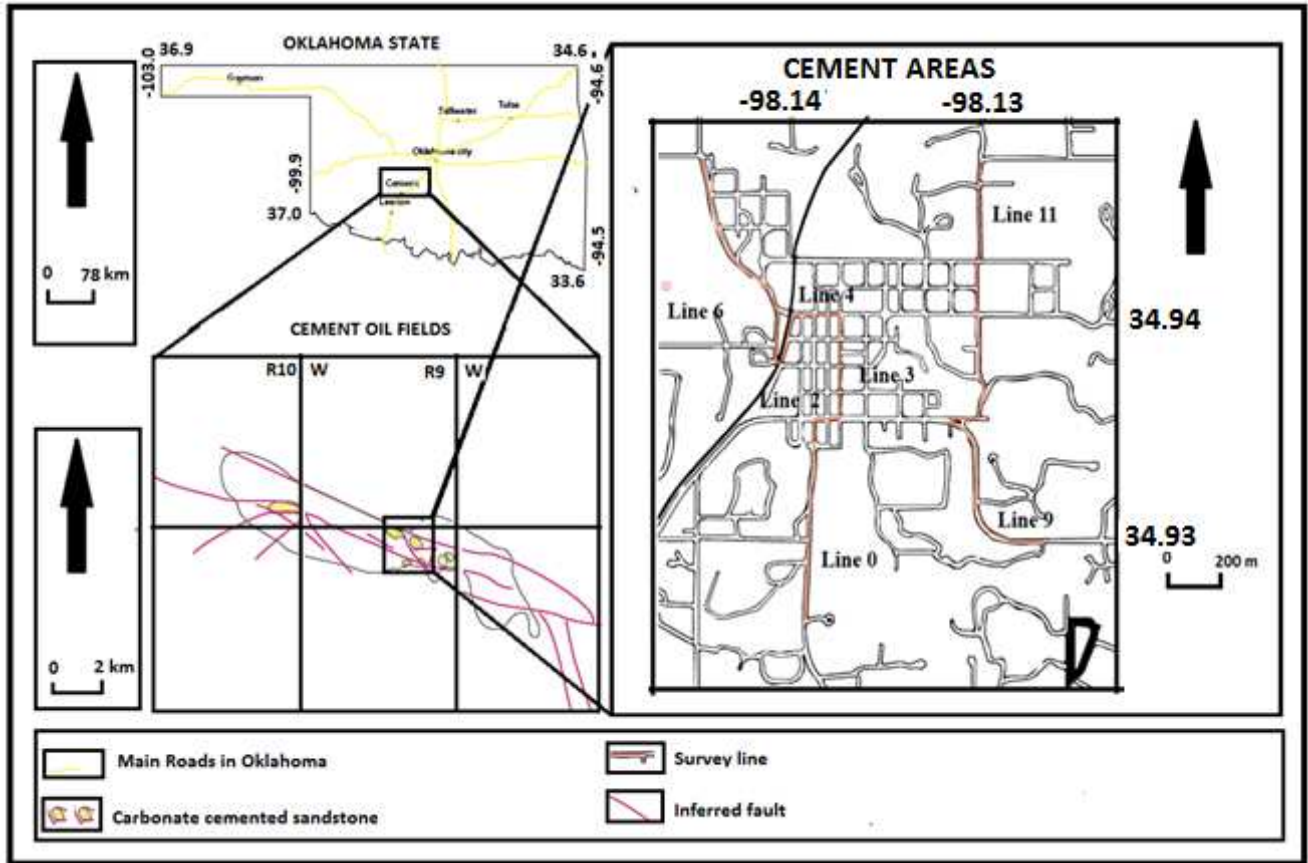 OKLAHOMA STATE
36.9
34.6
-103.0
-94.6
Guymon
Stillwater
Tulsa
Oklahoma city
Cement
Lawton
-99.9
37.0
-94.5
33.6
0 78 km
CEMENT OIL FIELDS
R10 W
R9 W
0 2 km
CEMENT AREAS
-98.14 -98.13
Line 11
Line 4
Line 6
34.94
Line 3
Line 2
Line 9
34.93
Line 0
0 200 m
Main Roads in Oklahoma
Survey line
Carbonate cemented sandstone
Inferred fault